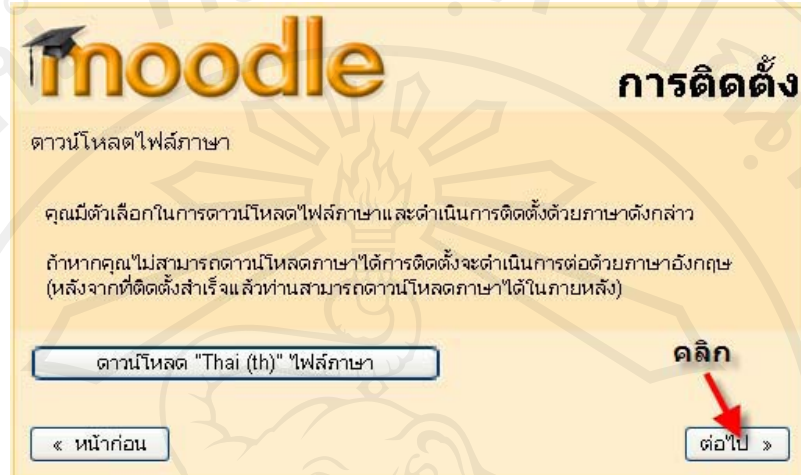 moodle
การติดตั้ง
ดาวน์โหลดไฟล์ภาษา
คุณมีตัวเลือกในการดาวน์โหลดไฟล์ภาษาและดำเนินการติดตั้งด้วยภาษาดังกล่าว
ถ้าหากคุณไม่สามารถดาวน์โหลดภาษาได้การติดตั้งจะดำเนินการต่อด้วยภาษาอังกฤษ
(หลังจากที่ติดตั้งสำเร็จแล้วท่านสามารถดาวน์โหลดภาษาได้ในภายหลัง)
ดาวน์โหลด "Thai (th)" ไฟล์ภาษา
คลิก
« หน้าก่อน
ต่อไป »